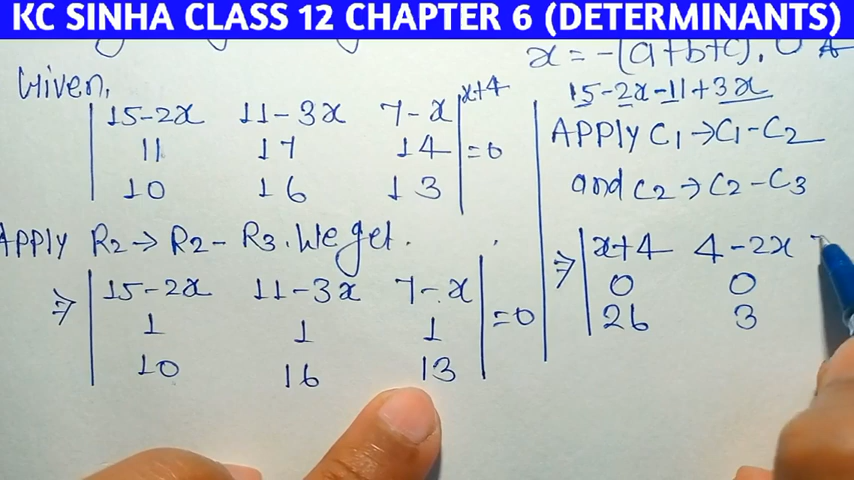 KC SINHA CLASS 12 CHAPTER 6 (DETERMINANTS)
x = -(a+b+c), 0
Given,
| 15-2x 11-3x 7-x | x+4
| 11 17 14 | =0
| 10 16 13 |
APPLY R2→R2-R3. We get.
⇒ | 15-2x 11-3x 7-x |
| 1 1 1 | =0
| 10 16 13 |
15-2x-11+3x
APPLY C1→C1-C2
and C2→C2-C3
⇒ | x+4 4-2x
| 0 0
| 26 3